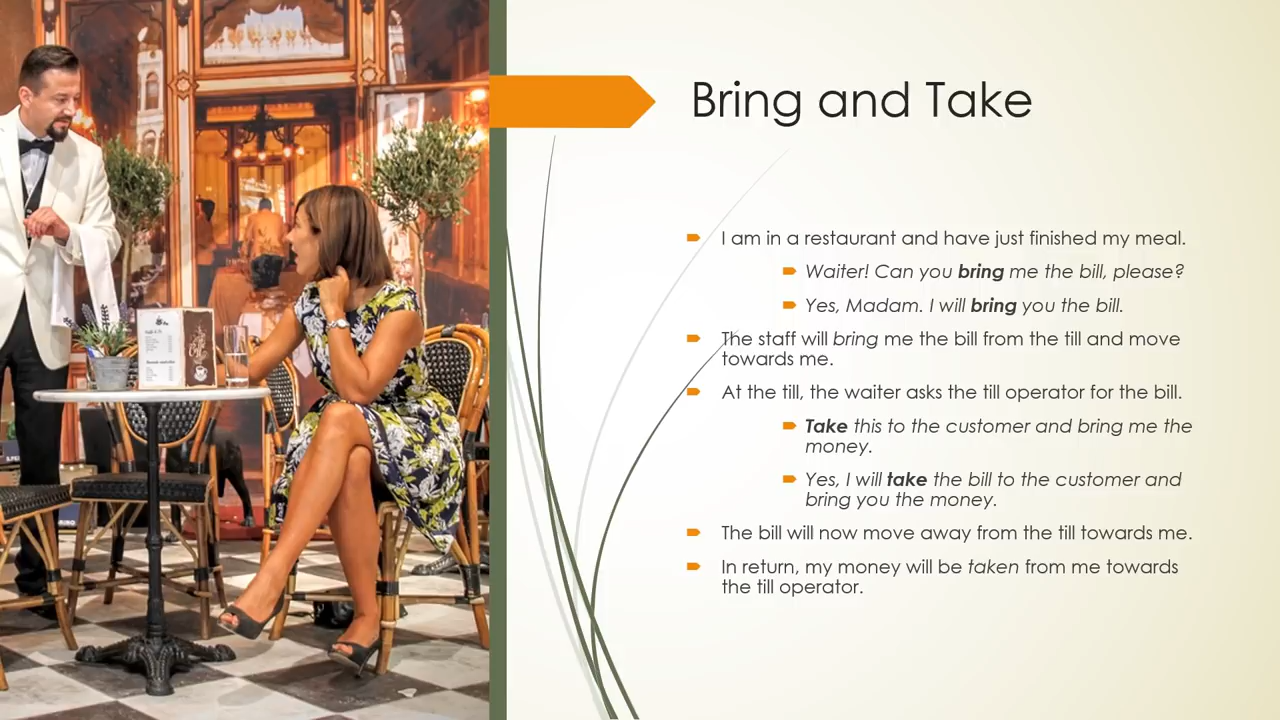 Bring and Take
I am in a restaurant and have just finished my meal.
Waiter! Can you bring me the bill, please?
Yes, Madam. I will bring you the bill.
The staff will bring me the bill from the till and move
towards me.
At the till, the waiter asks the till operator for the bill.
Take this to the customer and bring me the
money.
Yes, I will take the bill to the customer and
bring you the money.
The bill will now move away from the till towards me.
In return, my money will be taken from me towards
the till operator.